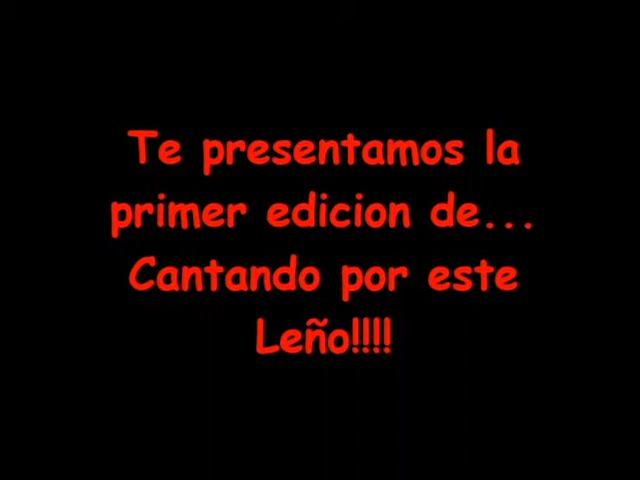 Te presentamos la
primer edicion de...
Cantando por este
Leño!!!!